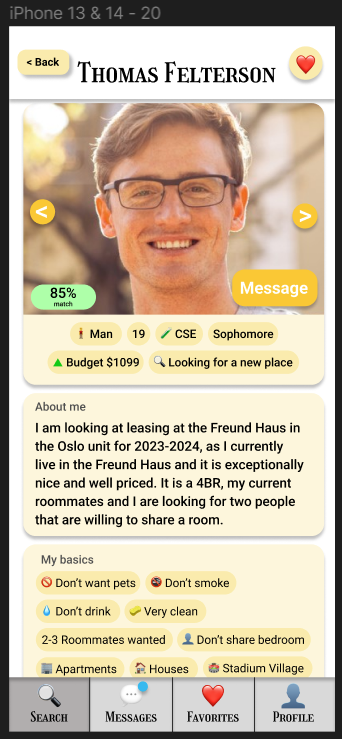 iPhone 13 & 14 - 20
< Back
Thomas Felterson
<
>
85%
match
Message
Man
19
CSE
Sophomore
Budget $1099
Looking for a new place
About me
I am looking at leasing at the Freund Haus in
the Oslo unit for 2023-2024, as I currently
live in the Freund Haus and it is exceptionally
nice and well priced. It is a 4BR, my current
roommates and I are looking for two people
that are willing to share a room.
My basics
Don't want pets
Don't smoke
Don't drink
Very clean
2-3 Roommates wanted
Don't share bedroom
Apartments
Houses
Stadium Village
Search
Messages
Favorites
Profile